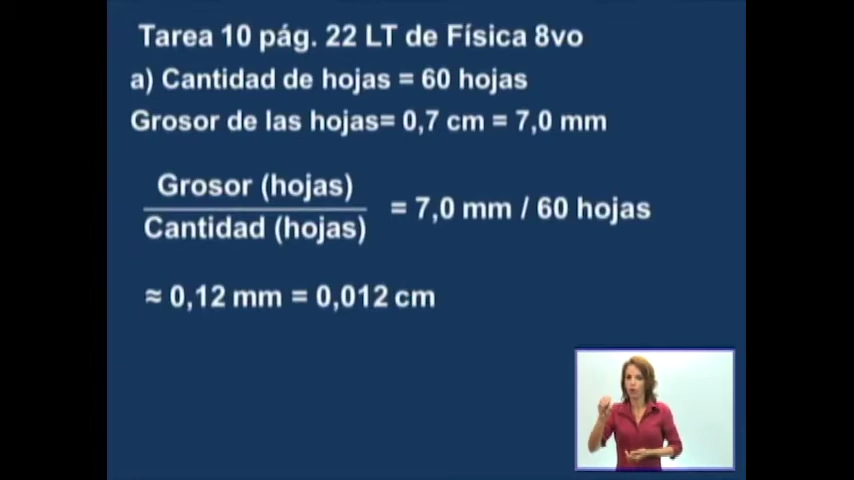 Tarea 10 pág. 22 LT de Física 8vo
a) Cantidad de hojas = 60 hojas
Grosor de las hojas= 0,7 cm = 7,0 mm
Grosor (hojas)
Cantidad (hojas)
= 7,0 mm / 60 hojas
≈ 0,12 mm = 0,012 cm